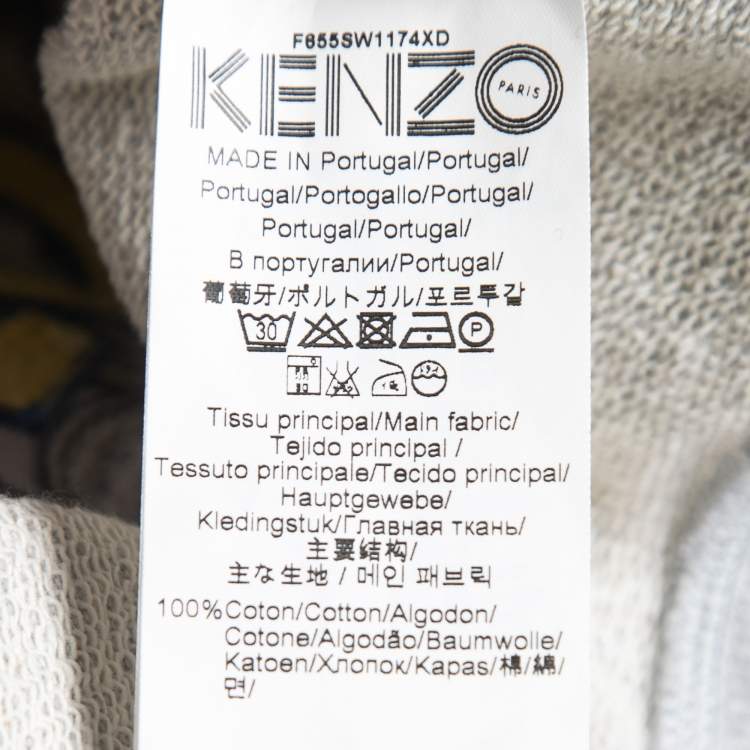 F655SW1174XD
KENZO PARIS
MADE IN Portugal/Portugal/
Portugal/Portogallo/Portugal/
Portugal/Portugal/
В португалии/Portugal/
葡萄牙/ポルトガル/포르투갈
30 P
Tissu principal/Main fabric/
Tejido principal /
Tessuto principale/Tecido principal/
Hauptgewebe/
Kledingstuk/Главная ткань/
主要结构/
主な生地 / 메인 패브릭
100%Coton/Cotton/Algodon/
Cotone/Algodão/Baumwolle/
Katoen/Хлопок/Kapas/棉/綿/
면/